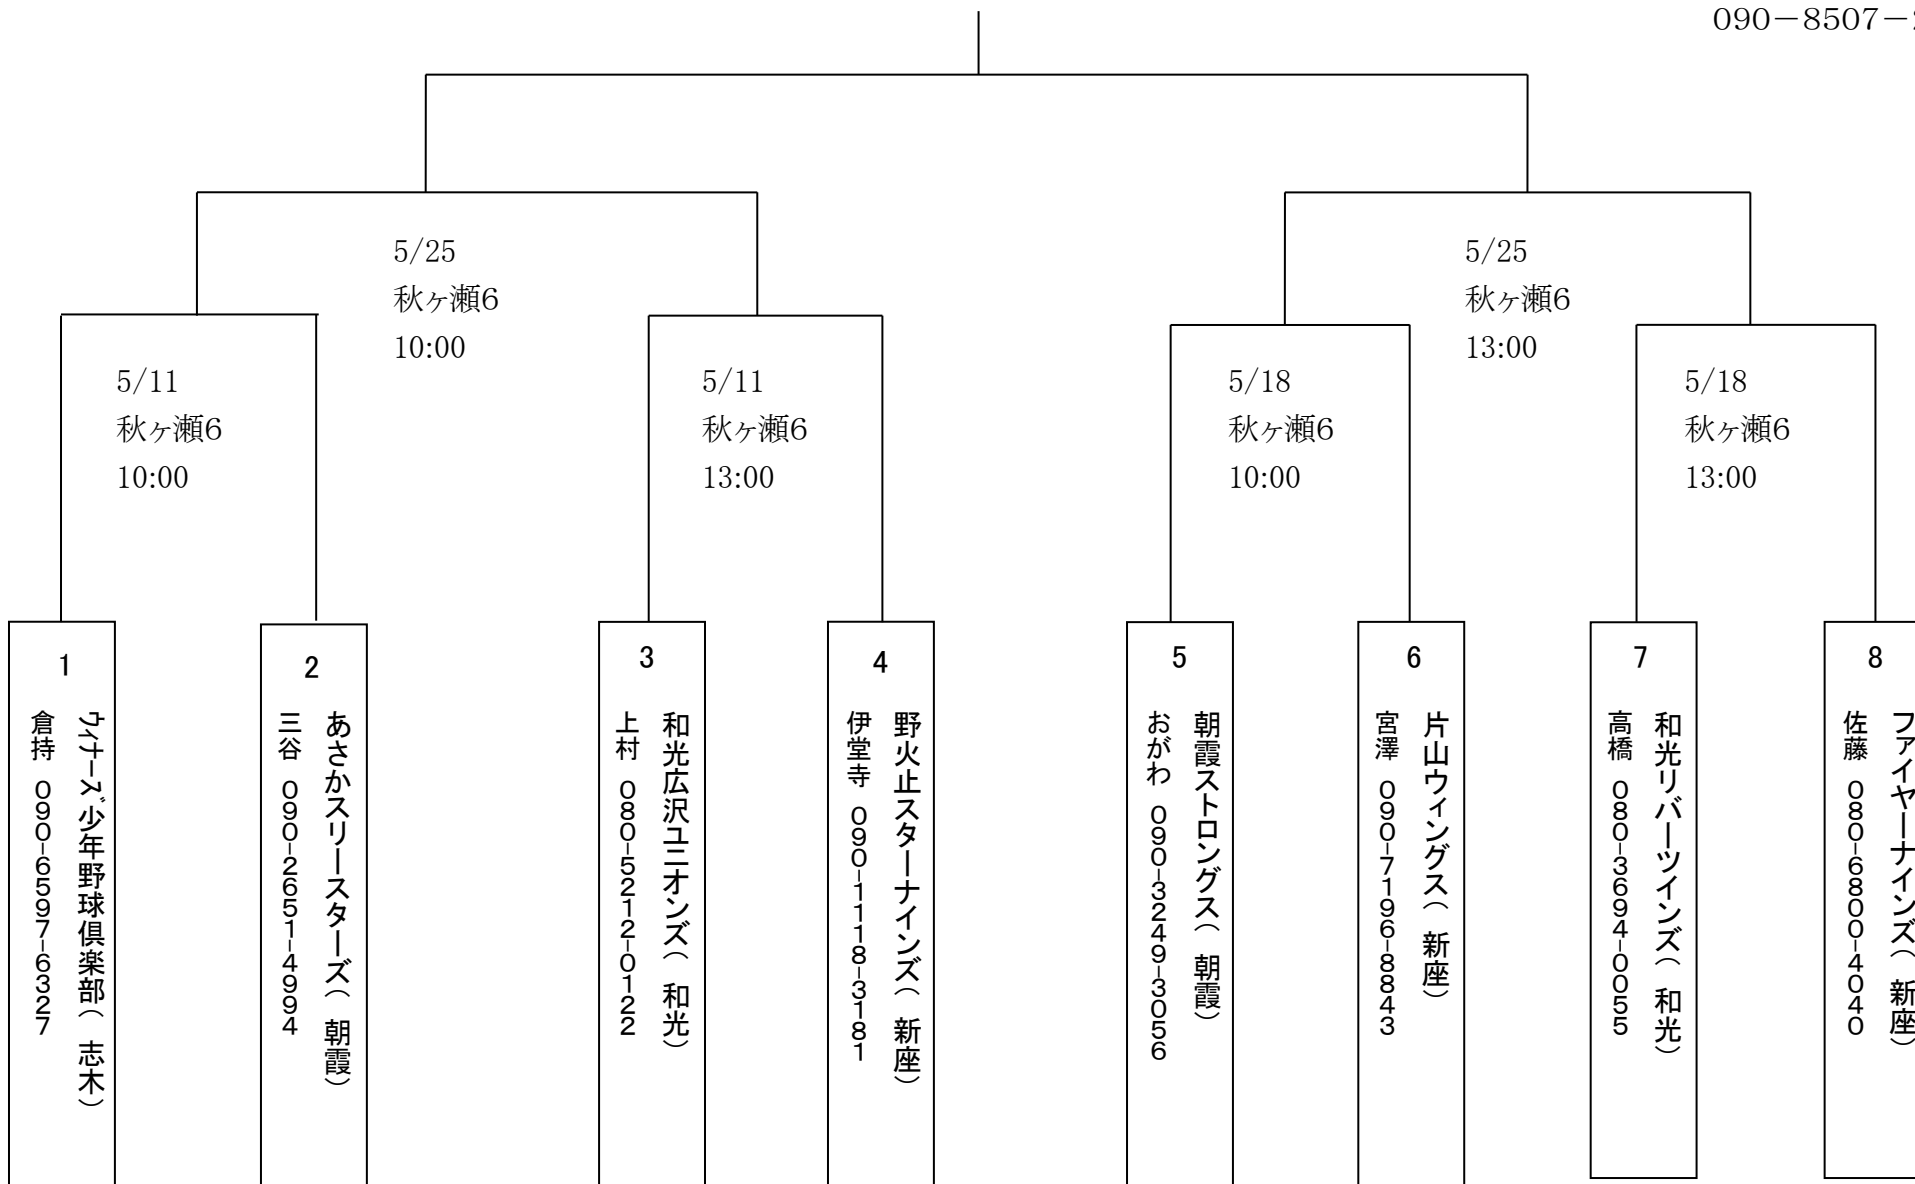 090－8507－
5/25
秋ヶ瀬6
10:00
5/25
秋ヶ瀬6
13:00
5/11
秋ヶ瀬6
10:00
5/11
秋ヶ瀬6
13:00
5/18
秋ヶ瀬6
10:00
5/18
秋ヶ瀬6
13:00
1
ウィナーズ少年野球倶楽部（志木）
倉持 090-6597-6327
2
あさかスリースターズ（朝霞）
三谷 090-2651-4994
3
和光広沢ユニオンズ（和光）
上村 080-5212-0122
4
野火止スターナインズ（新座）
伊堂寺 090-1118-3181
5
朝霞ストロングス（朝霞）
おがわ 090-3249-3056
6
片山ウィングス（新座）
宮澤 090-7196-8843
7
和光リバーツインズ（和光）
高橋 080-3694-0055
8
ファイヤーナインズ（新座）
佐藤 080-6800-4040